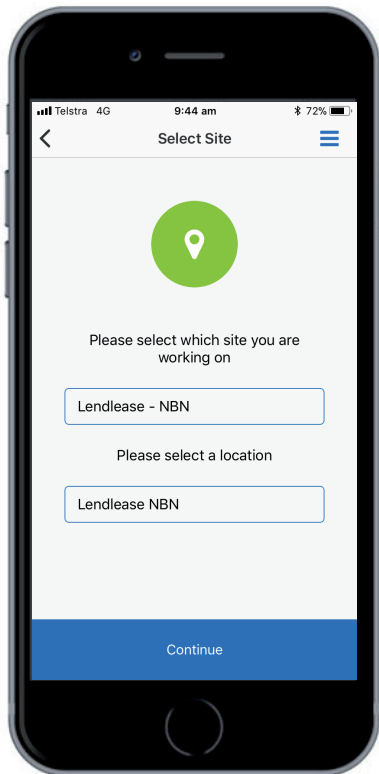 Telstra 4G 9:44 am 72%
Select Site
Please select which site you are
working on
Lendlease - NBN
Please select a location
Lendlease NBN
Continue